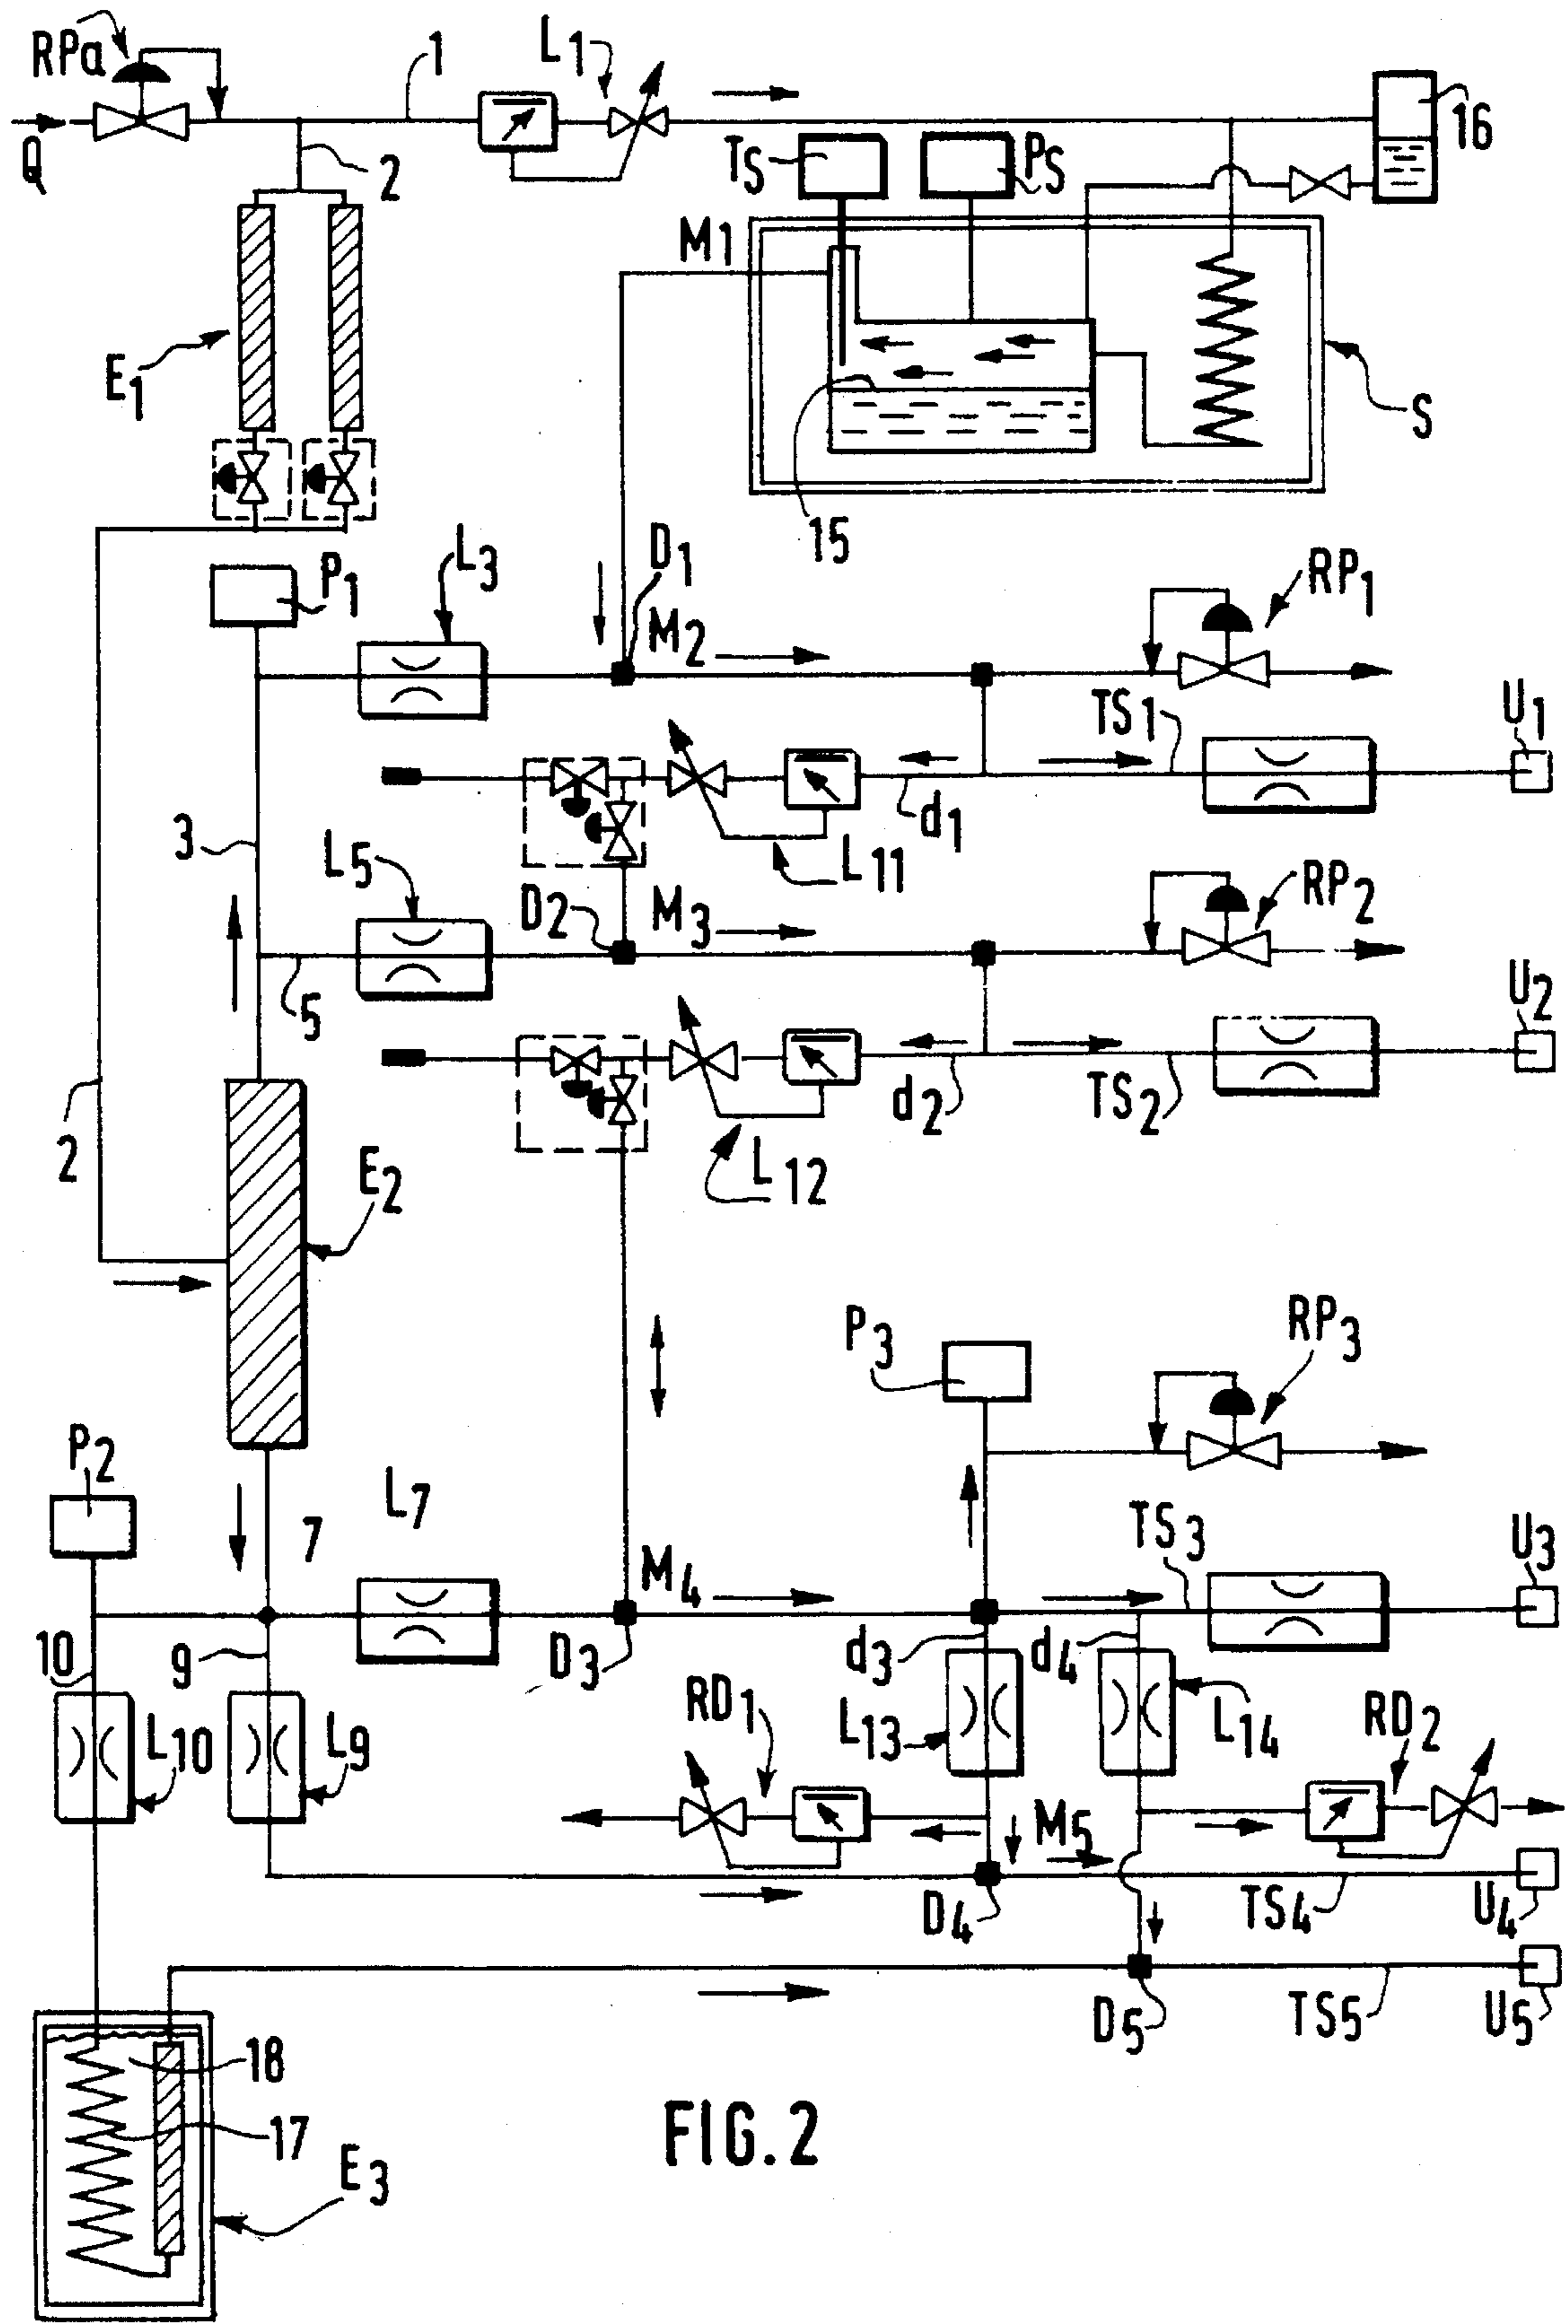 RPa
1
L1
Q
2
TS
PS
16
M1
E1
S
15
P1
L3
D1
M2
RP1
TS1
U1
d1
3
L5
L11
D2
M3
RP2
5
U2
d2
TS2
2
E2
L12
P3
RP3
P2
L7
7
TS3
U3
M4
10
9
D3
d3
d4
RD1
L13
L14
RD2
L10
L9
M5
D4
TS4
U4
D5
TS5
U5
18
17
E3
FIG. 2